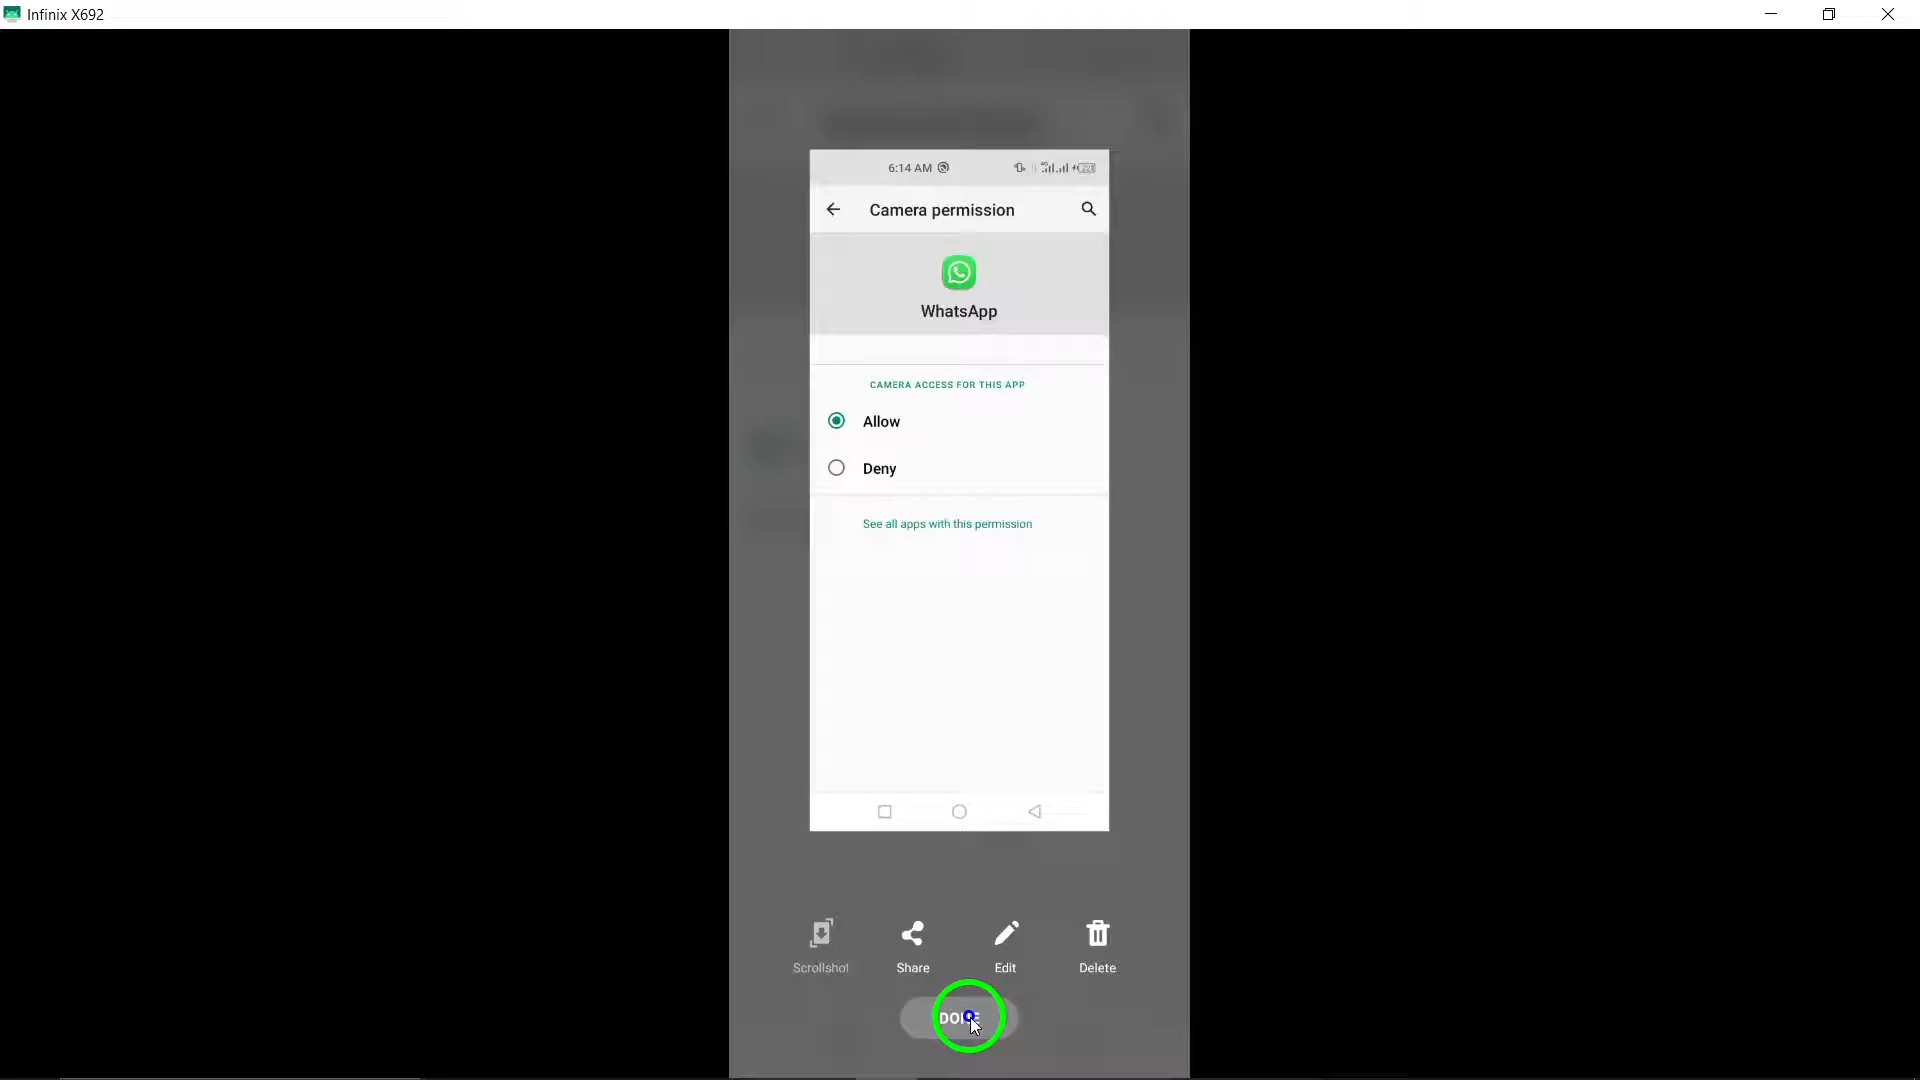 Infinix X692
6:14 AM
Camera permission
WhatsApp
CAMERA ACCESS FOR THIS APP
Allow
Deny
See all apps with this permission
Scrollshot
Share
Edit
Delete
DONE